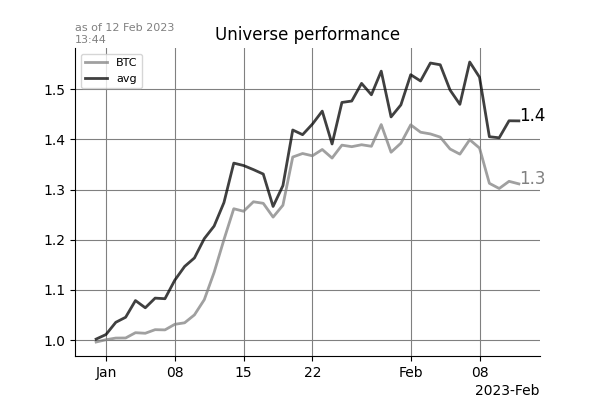 as of 12 Feb 2023
13:44
Universe performance
BTC
avg
1.5
1.4
1.3
1.2
1.1
1.0
1.4
1.3
Jan
08
15
22
Feb
08
2023-Feb